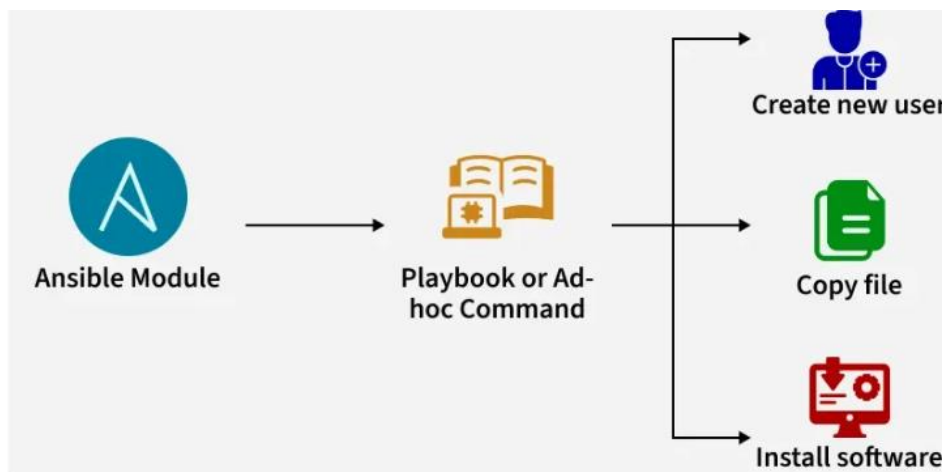 Create new user
Ansible Module
Playbook or Ad-
hoc Command
Copy file
Install software